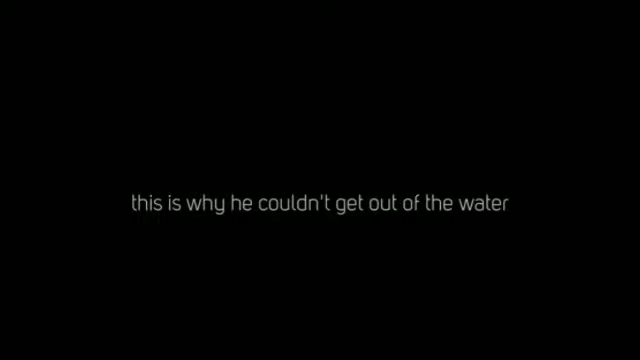 this is why he couldn't get out of the water